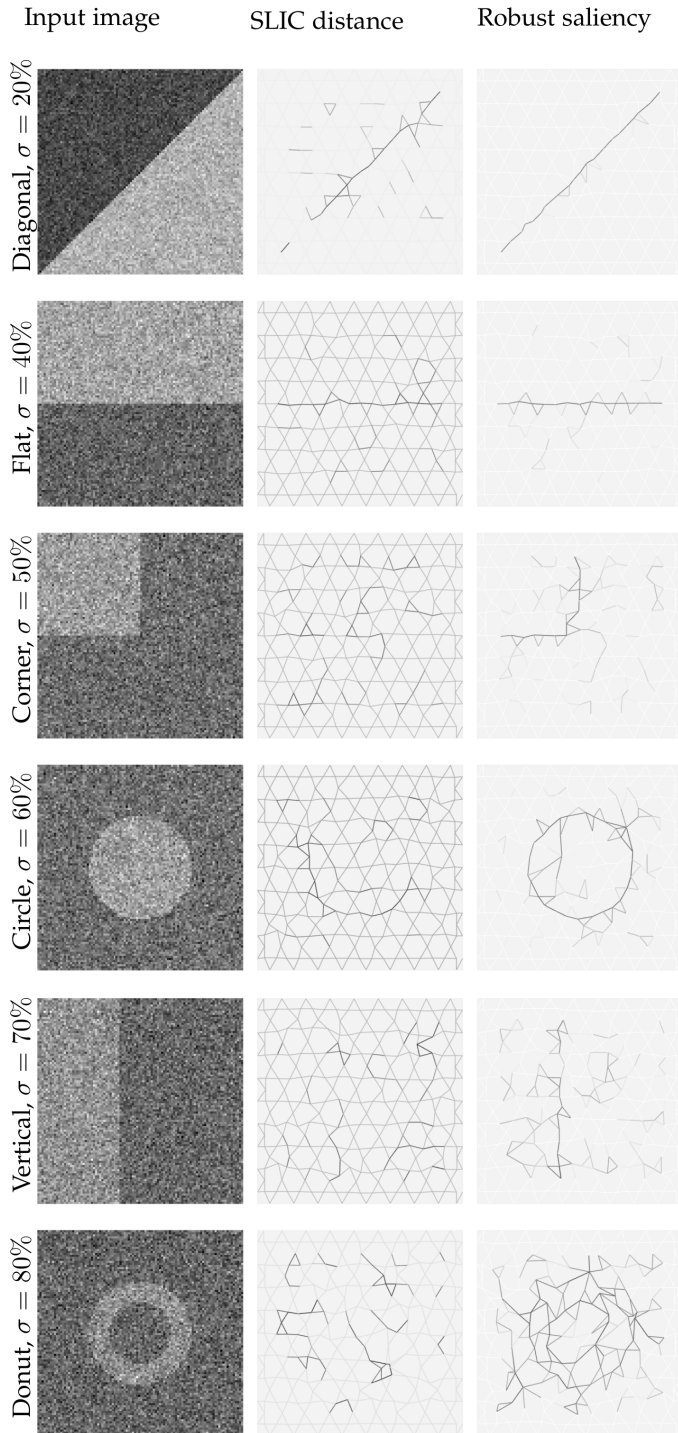 Input image
SLIC distance
Robust saliency
Diagonal, σ = 20%
Flat, σ = 40%
Corner, σ = 50%
Circle, σ = 60%
Vertical, σ = 70%
Donut, σ = 80%